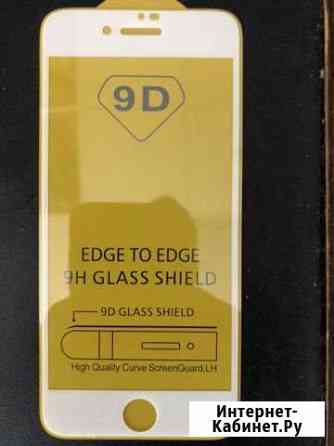 9D
EDGE TO EDGE
9H GLASS SHIELD
9D GLASS SHIELD
High Quality Curve ScreenGuard.LH
Интернет-
Кабинет.Ру